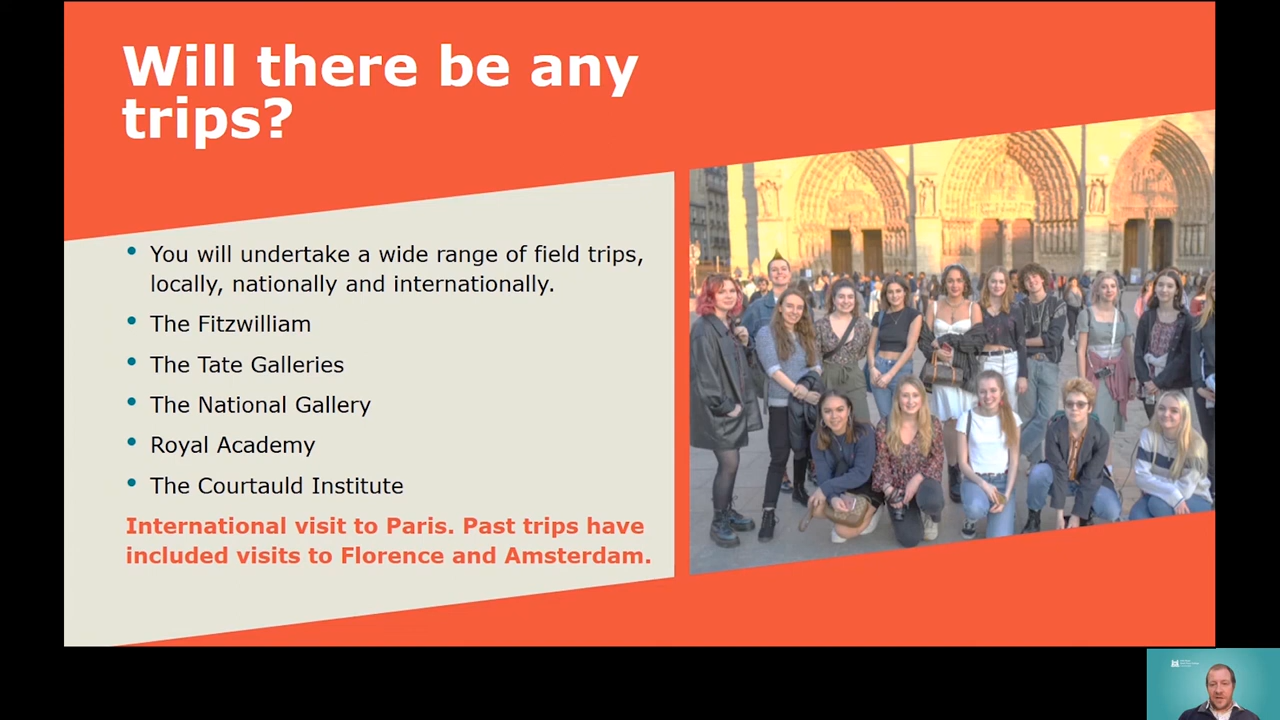 Will there be any
trips?
• You will undertake a wide range of field trips,
locally, nationally and internationally.
• The Fitzwilliam
• The Tate Galleries
• The National Gallery
• Royal Academy
• The Courtauld Institute
International visit to Paris. Past trips have
included visits to Florence and Amsterdam.